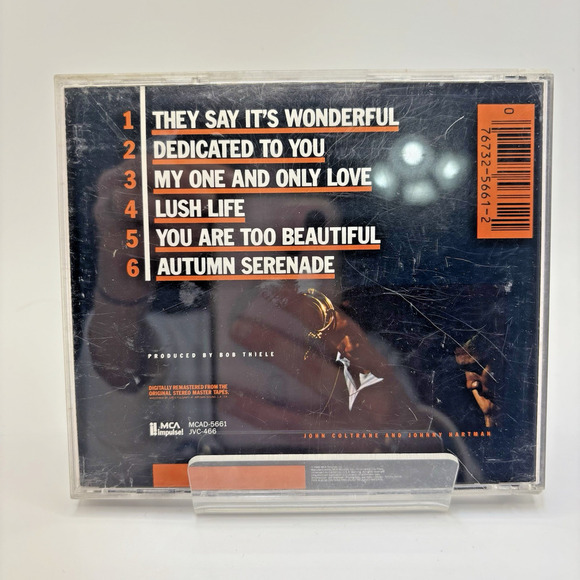 1 THEY SAY IT'S WONDERFUL
2 DEDICATED TO YOU
3 MY ONE AND ONLY LOVE
4 LUSH LIFE
5 YOU ARE TOO BEAUTIFUL
6 AUTUMN SERENADE
0 76732-5661-2
PRODUCED BY BOB THIELE
DIGITALLY REMASTERED FROM THE
ORIGINAL STEREO MASTER TAPES.
MCA
impulse!
MCAD-5661
JVC-466
JOHN COLTRANE AND JOHNNY HARTMAN